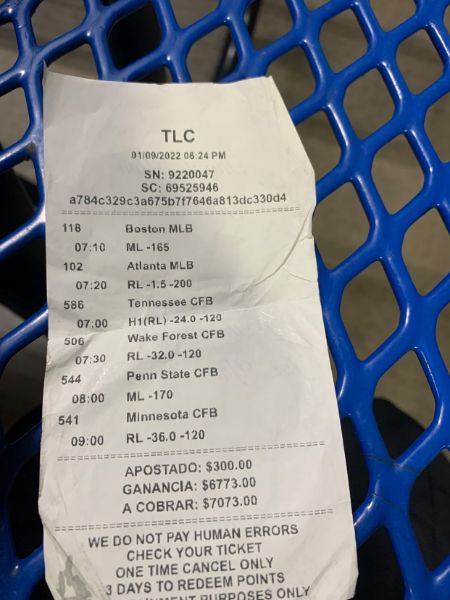 TLC
01/09/2022 06:24 PM
SN: 9220047
SC: 69525946
a784c329c3a675b7f7646a813dc330d4
118 Boston MLB
07:10 ML -165
102 Atlanta MLB
07:20 RL -1.5 -200
586 Tennessee CFB
07:00 H1(RL) -24.0 -120
506 Wake Forest CFB
07:30 RL -32.0 -120
544 Penn State CFB
08:00 ML -170
541 Minnesota CFB
09:00 RL -36.0 -120
APOSTADO: $300.00
GANANCIA: $6773.00
A COBRAR: $7073.00
WE DO NOT PAY HUMAN ERRORS
CHECK YOUR TICKET
ONE TIME CANCEL ONLY
3 DAYS TO REDEEM POINTS
PURPOSES ONLY